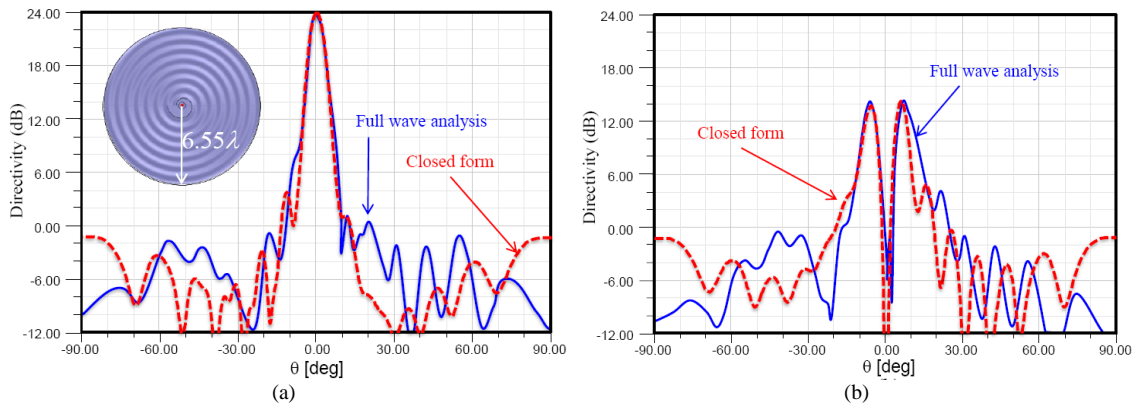 24.00
18.00
12.00
6.00
0.00
-6.00
-12.00
Directivity (dB)
6.55λ
Full wave analysis
Closed form
-90.00 -60.00 -30.00 0.00 30.00 60.00 90.00
θ [deg]
(a)
24.00
18.00
12.00
6.00
0.00
-6.00
-12.00
Directivity (dB)
Full wave analysis
Closed form
-90.00 -60.00 -30.00 0.00 30.00 60.00 90.00
θ [deg]
(b)